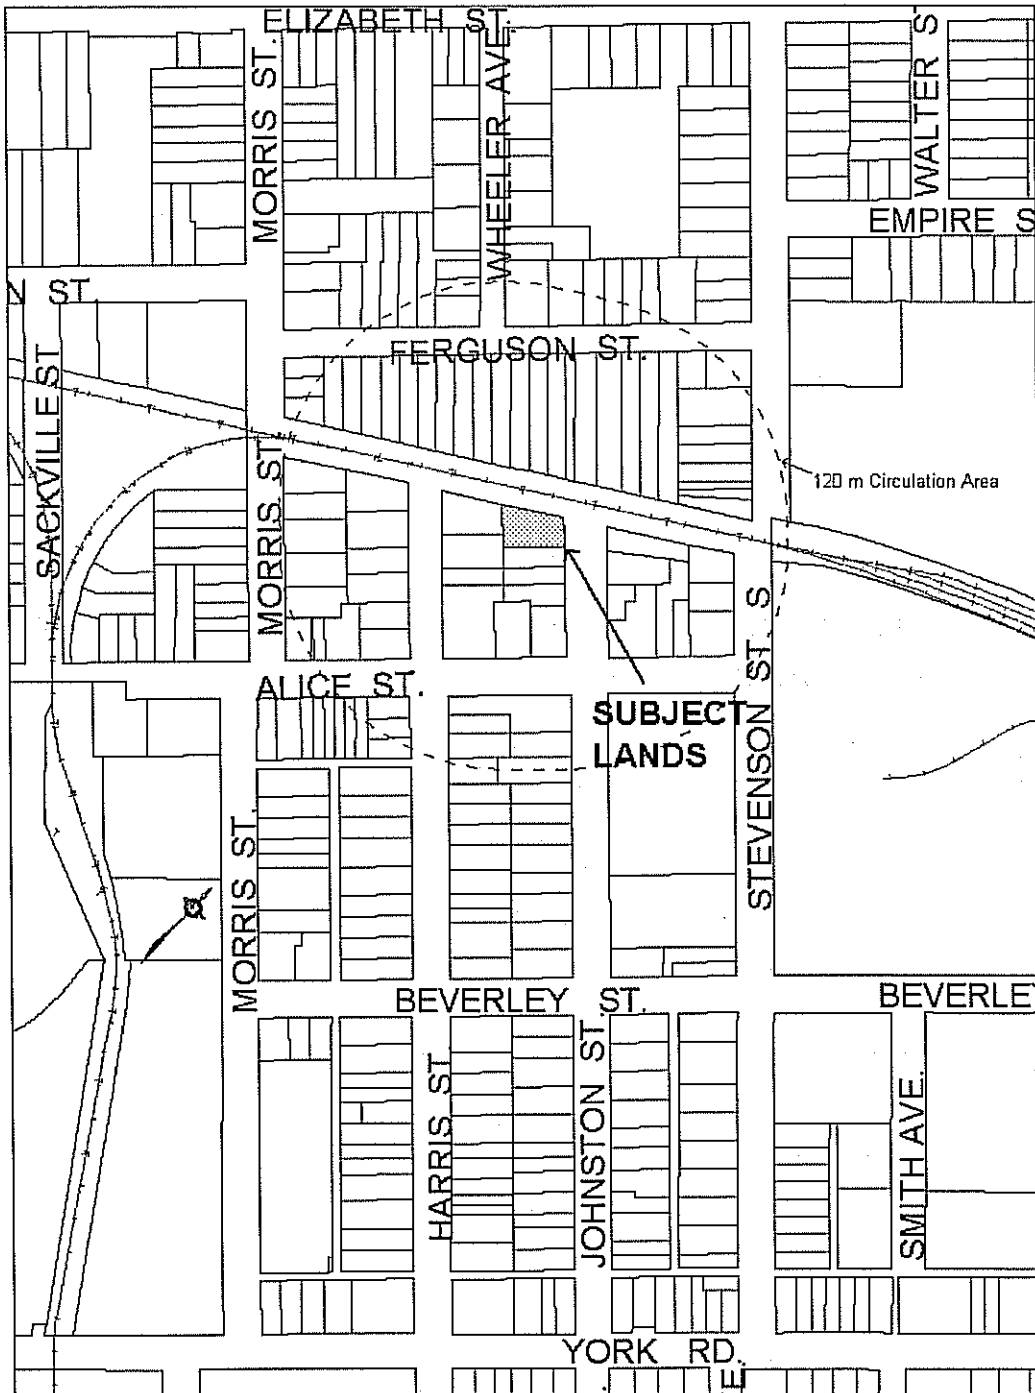 ELIZABETH ST.
MORRIS ST.
WHEELER AVE.
WALTER S
EMPIRE S
N ST.
FERGUSON ST.
SACKVILLE ST
MORRIS ST.
120 m Circulation Area
ALICE ST.
SUBJECT
LANDS
STEVENSON ST. S
MORRIS ST.
BEVERLEY ST.
BEVERLEY
HARRIS ST
JOHNSTON ST.
SMITH AVE.
YORK RD.
E